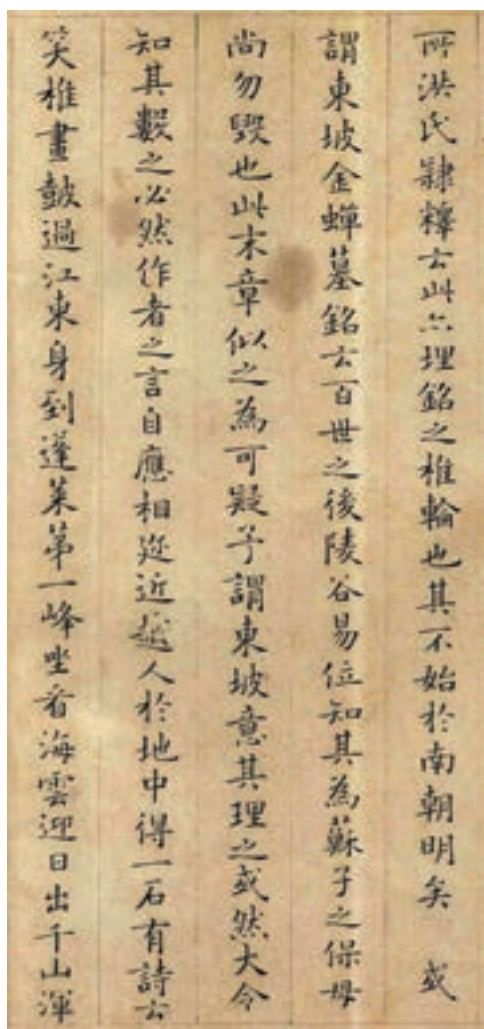 所洪氏隸釋云此亦埋銘之椎輪也其不始於南朝明矣 或
謂東坡金蟬墓銘云百世之後陵谷易位知其為蘇子之保母
尚勿毀也此末章似之為可疑予謂東坡意其理之或然大令
知其數之必然作者之言自應相邇近越人於地中得一石有詩云
笑椎畫鼓過江東身到蓬萊第一峰坐看海雲迎日出千山渾